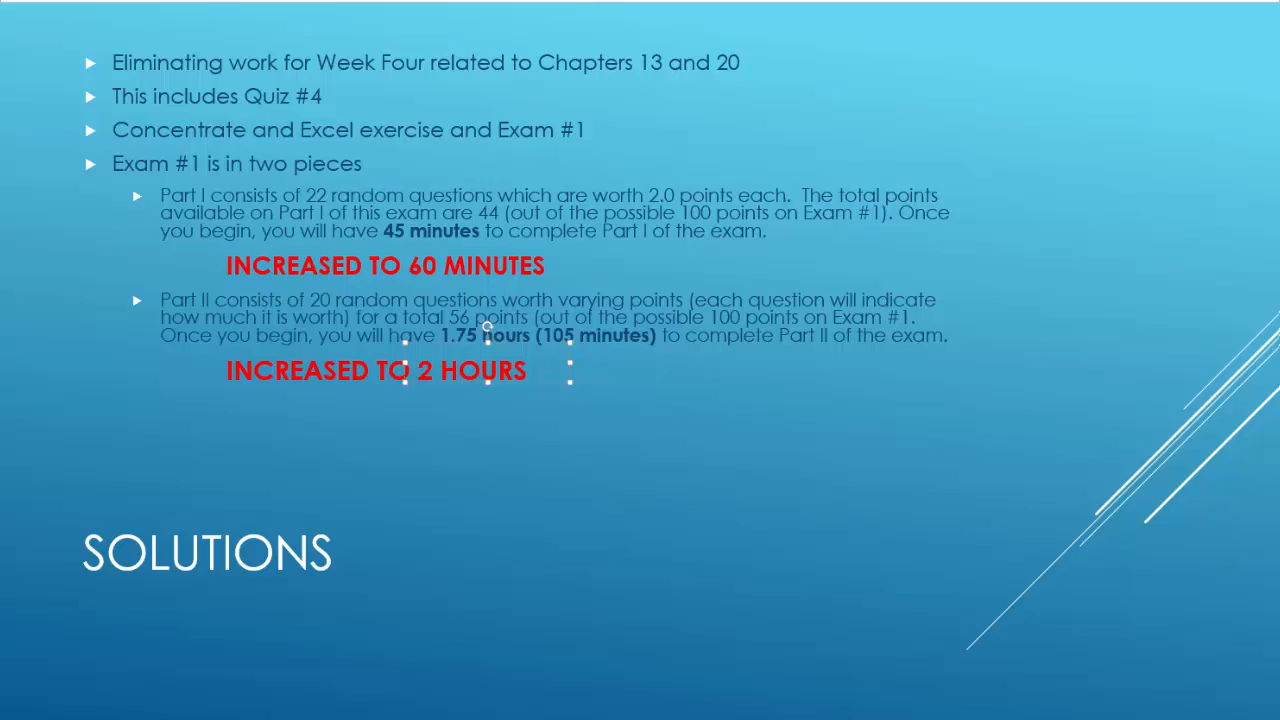 Eliminating work for Week Four related to Chapters 13 and 20
This includes Quiz #4
Concentrate and Excel exercise and Exam #1
Exam #1 is in two pieces
Part I consists of 22 random questions which are worth 2.0 points each. The total points
available on Part I of this exam are 44 (out of the possible 100 points on Exam #1). Once
you begin, you will have 45 minutes to complete Part I of the exam.
INCREASED TO 60 MINUTES
Part II consists of 20 random questions worth varying points (each question will indicate
how much it is worth) for a total 56 points (out of the possible 100 points on Exam #1.
Once you begin, you will have 1.75 hours (105 minutes) to complete Part II of the exam.
INCREASED TO 2 HOURS
SOLUTIONS